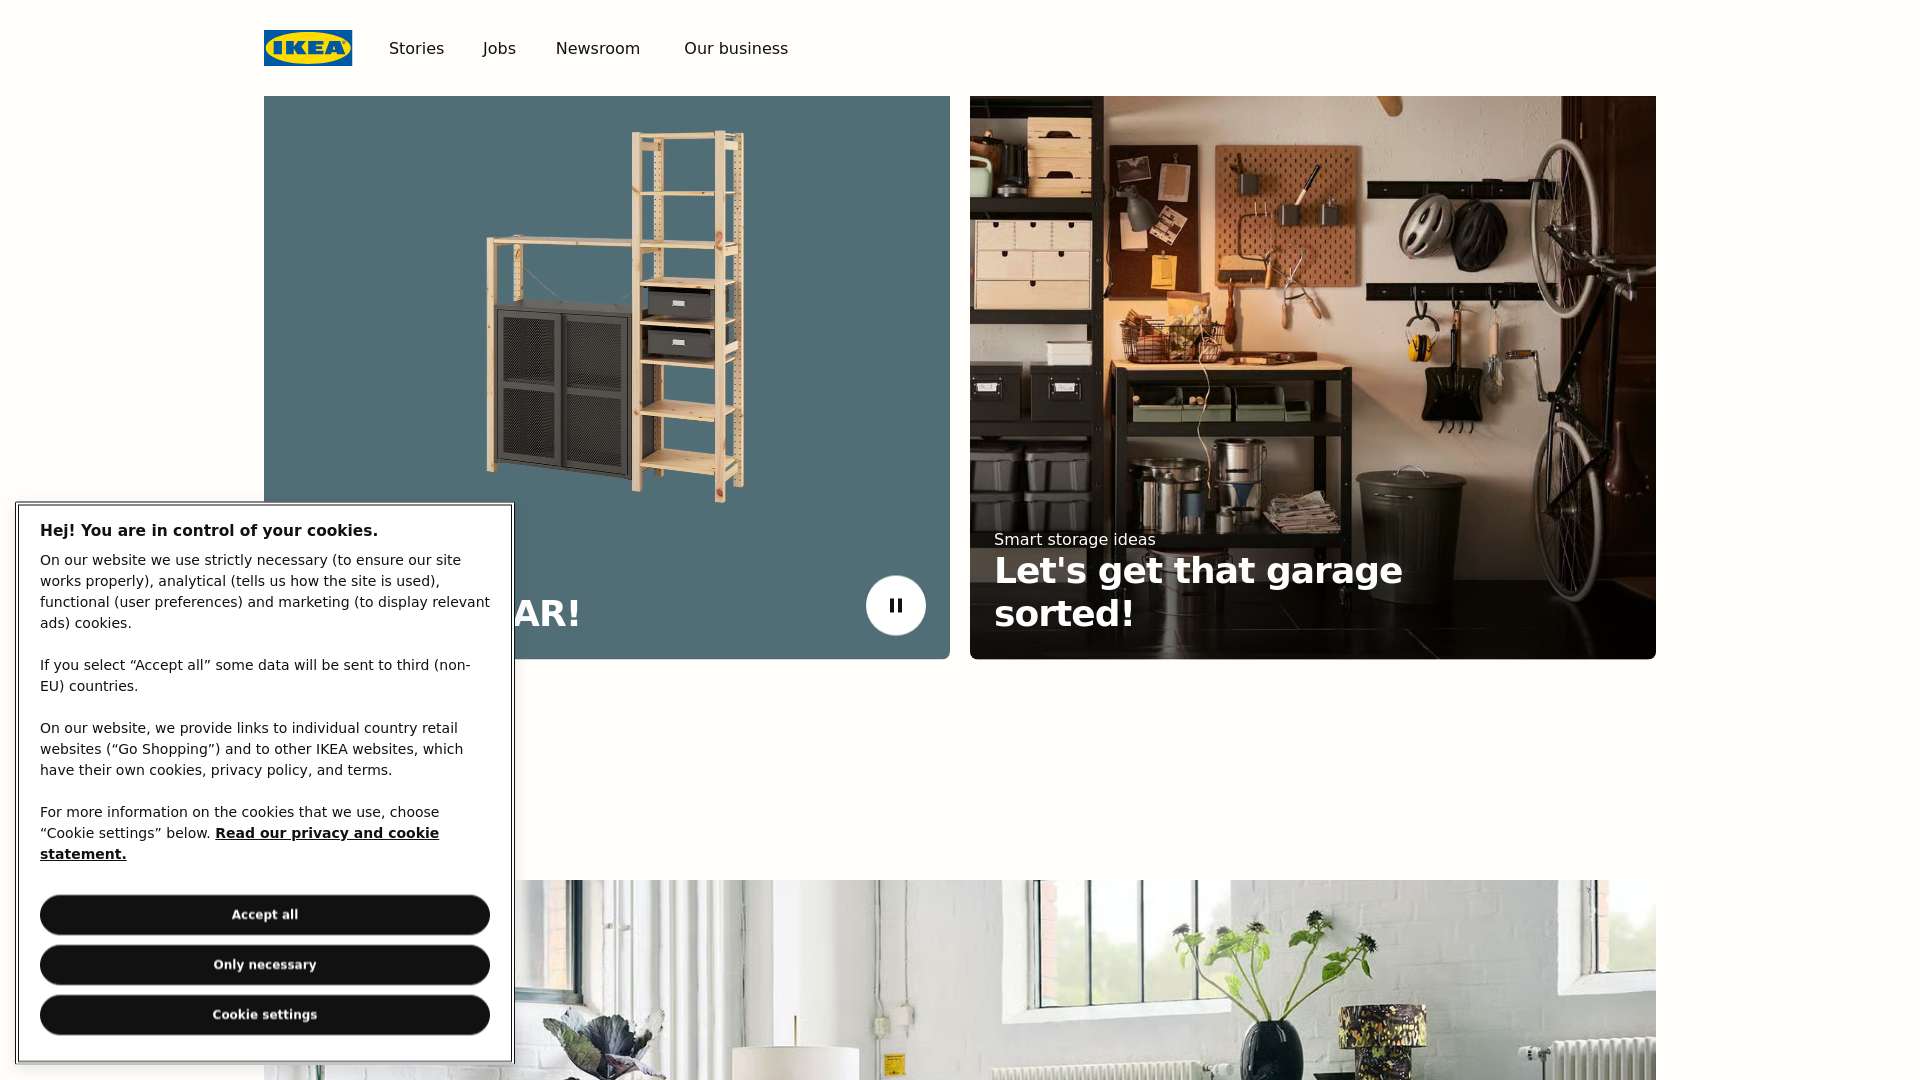 IKEA
Stories
Jobs
Newsroom
Our business
AR!
Smart storage ideas
Let's get that garage
sorted!
Hej! You are in control of your cookies.
On our website we use strictly necessary (to ensure our site
works properly), analytical (tells us how the site is used),
functional (user preferences) and marketing (to display relevant
ads) cookies.
If you select “Accept all” some data will be sent to third (non-
EU) countries.
On our website, we provide links to individual country retail
websites (“Go Shopping”) and to other IKEA websites, which
have their own cookies, privacy policy, and terms.
For more information on the cookies that we use, choose
“Cookie settings” below. Read our privacy and cookie
statement.
Accept all
Only necessary
Cookie settings